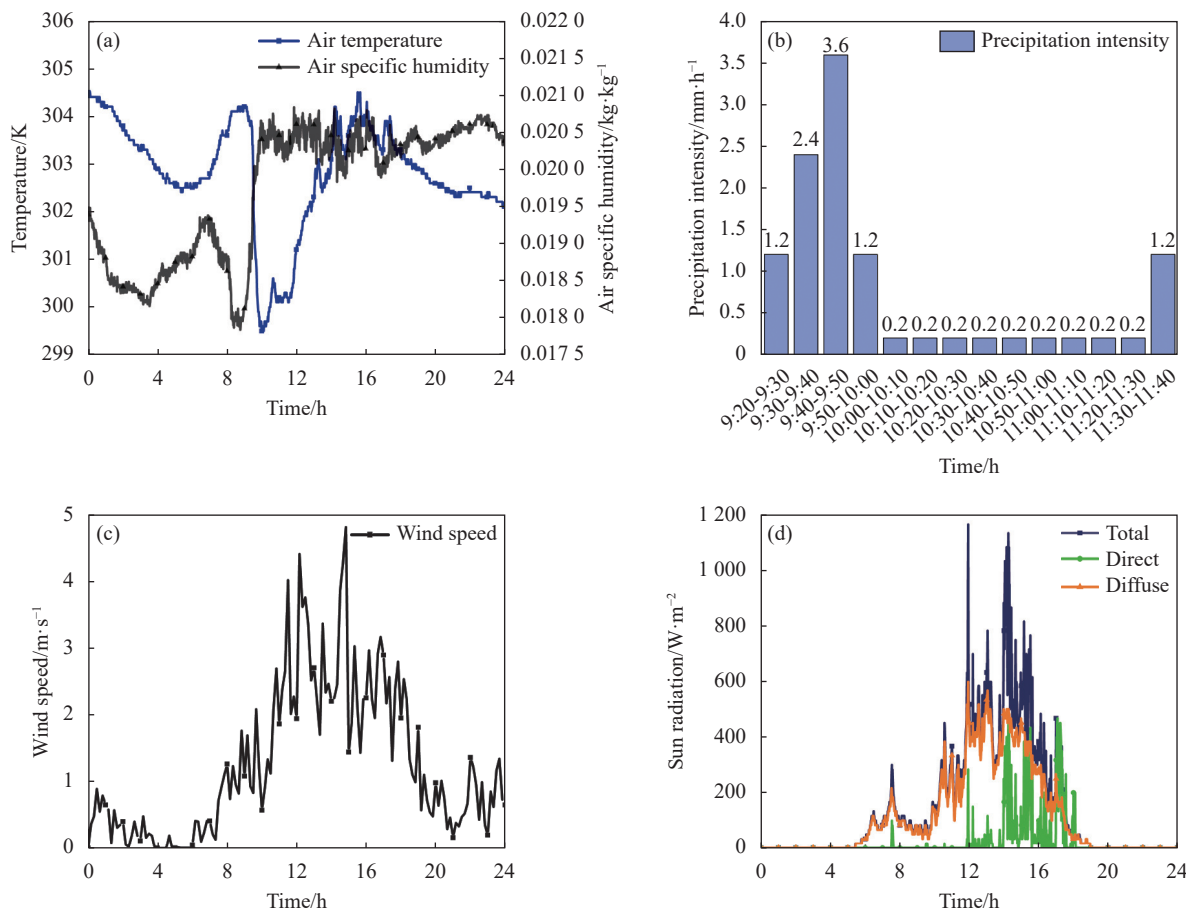 (a)
Air temperature
Air specific humidity
306
305
304
303
302
301
300
299
Temperature/K
0.022 0
0.021 5
0.021 0
0.020 5
0.020 0
0.019 5
0.019 0
0.018 5
0.018 0
0.017 5
Air specific humidity/kg·kg⁻¹
0 4 8 12 16 20 24
Time/h
(b)
Precipitation intensity
4.0
3.5
3.0
2.5
2.0
1.5
1.0
0.5
0
Precipitation intensity/mm·h⁻¹
1.2 2.4 3.6 1.2 0.2 0.2 0.2 0.2 0.2 0.2 0.2 0.2 0.2 1.2
9:20-9:30
9:30-9:40
9:40-9:50
9:50-10:00
10:00-10:10
10:10-10:20
10:20-10:30
10:30-10:40
10:40-10:50
10:50-11:00
11:00-11:10
11:10-11:20
11:20-11:30
11:30-11:40
Time/h
(c)
Wind speed
5
4
3
2
1
0
Wind speed/m·s⁻¹
0 4 8 12 16 20 24
Time/h
(d)
Total
Direct
Diffuse
1 200
1 000
800
600
400
200
0
Sun radiation/W·m⁻²
0 4 8 12 16 20 24
Time/h